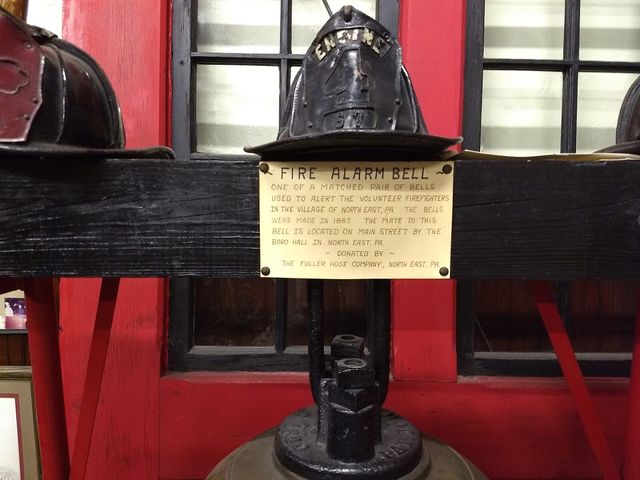 ENGINE
4
FIRE ALARM BELL
ONE OF A MATCHED PAIR OF BELLS
USED TO ALERT THE VOLUNTEER FIREFIGHTERS
IN THE VILLAGE OF NORTH EAST, PA. THE BELLS
WERE MADE IN 1887. THE MATE TO THIS
BELL IS LOCATED ON MAIN STREET BY THE
BORO HALL IN NORTH EAST, PA.
- DONATED BY -
THE FULLER HOSE COMPANY, NORTH EAST, PA.